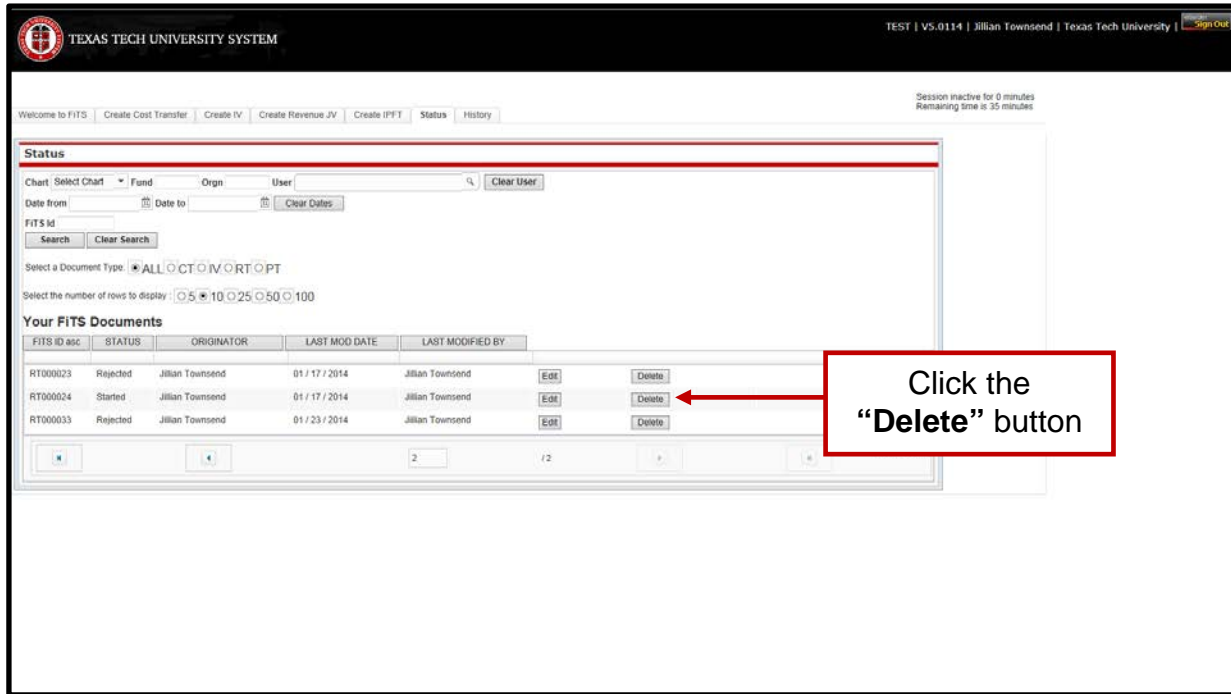 TEXAS TECH UNIVERSITY SYSTEM
TEST | V5.0114 | Jillian Townsend | Texas Tech University |
Sign Out
Session inactive for 0 minutes
Remaining time is 35 minutes
Welcome to FiTS Create Cost Transfer Create IV Create Revenue JV Create IPFT Status History
Status
Chart Select Chart Fund Orgn User Clear User
Date from Date to Clear Dates
FiTS Id
Search Clear Search
Select a Document Type: ALL CT IV RT PT
Select the number of rows to display : 5 10 25 50 100
Your FiTS Documents
FITS ID asc STATUS ORIGINATOR LAST MOD DATE LAST MODIFIED BY
RT000023 Rejected Jillian Townsend 01 / 17 / 2014 Jillian Townsend Edit Delete
RT000024 Started Jillian Townsend 01 / 17 / 2014 Jillian Townsend Edit Delete
RT000033 Rejected Jillian Townsend 01 / 23 / 2014 Jillian Townsend Edit Delete
2 / 2
Click the
“Delete” button